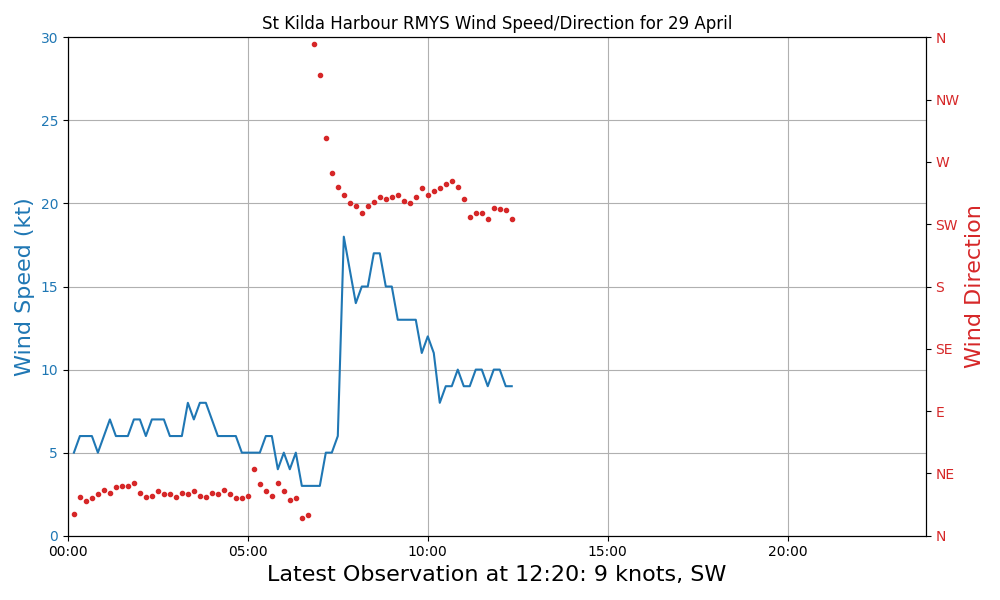 St Kilda Harbour RMYS Wind Speed/Direction for 29 April
Wind Speed (kt)
30
25
20
15
10
5
0
N
NW
W
SW
S
SE
E
NE
N
Wind Direction
00:00 05:00 10:00 15:00 20:00
Latest Observation at 12:20: 9 knots, SW